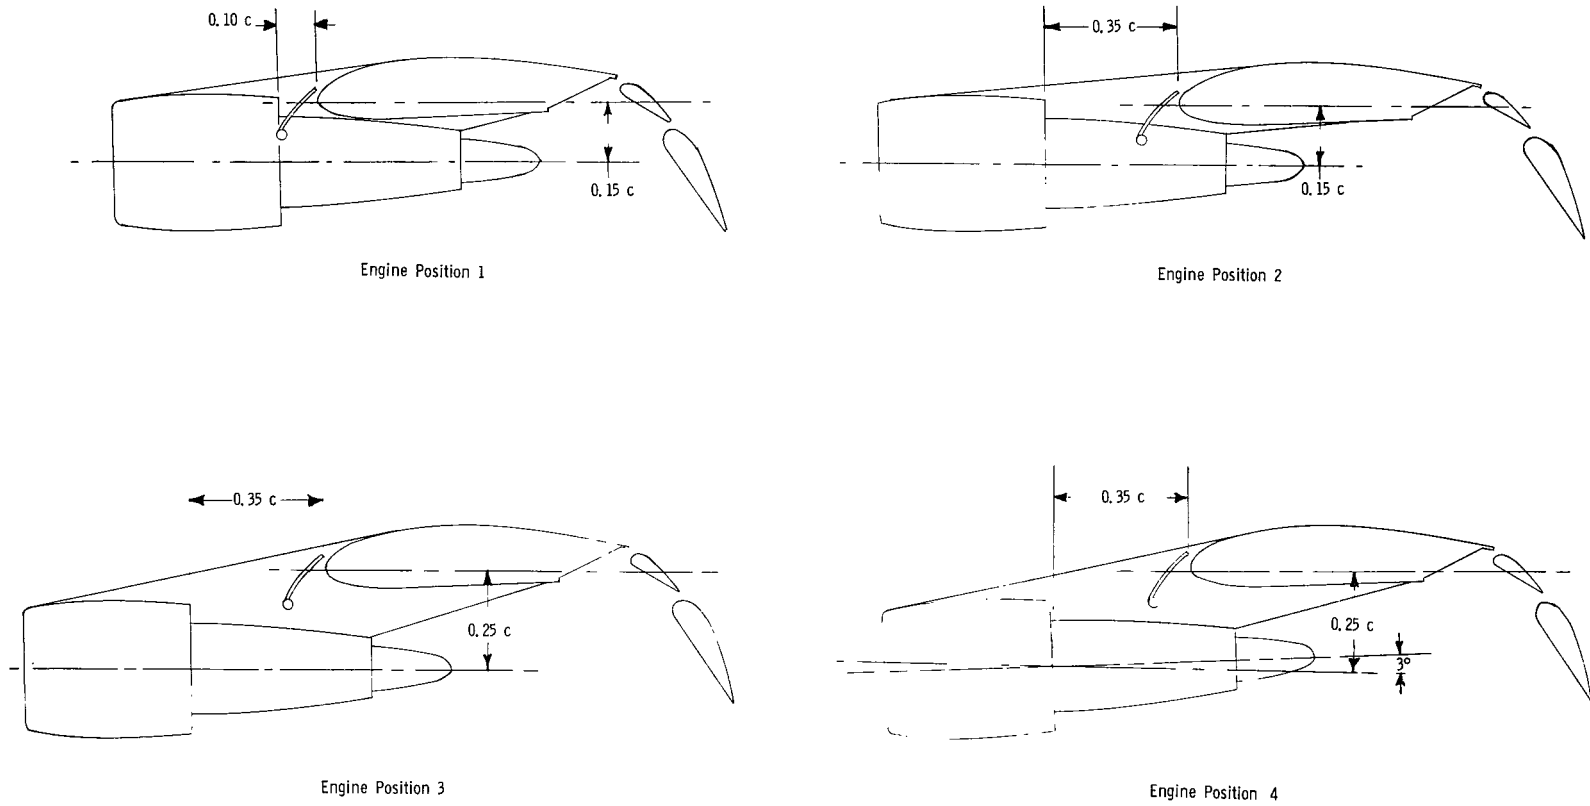 0.10 c
0.15 c
Engine Position 1
0.35 c
0.15 c
Engine Position 2
0.35 c
0.25 c
Engine Position 3
0.35 c
0.25 c
3°
Engine Position 4